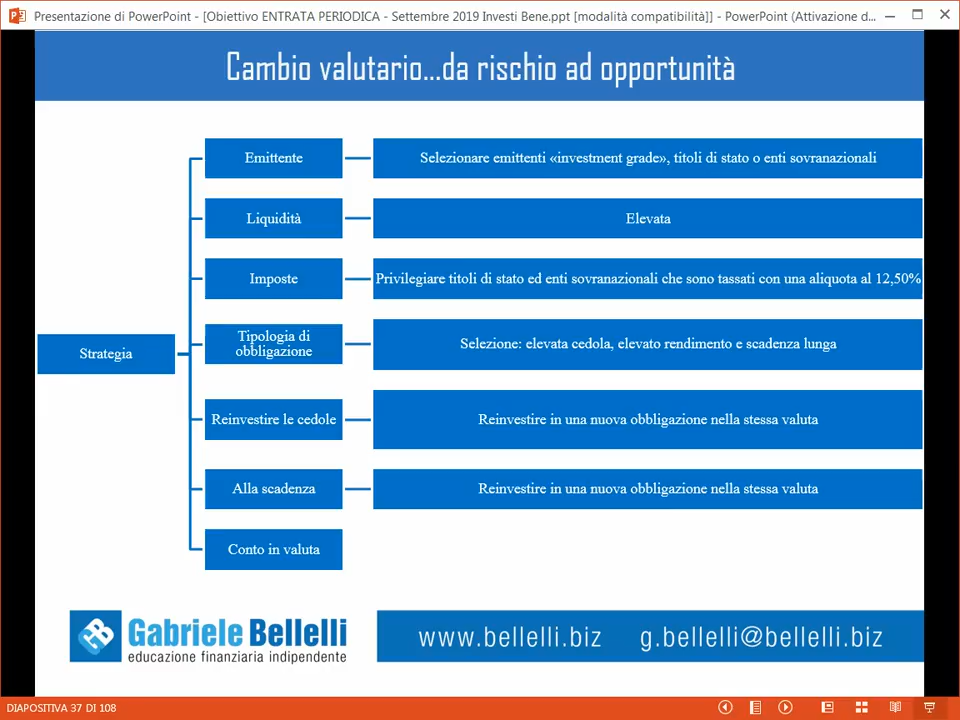 Presentazione di PowerPoint - [Obiettivo ENTRATA PERIODICA - Settembre 2019 Investi Bene.ppt [modalità compatibilità]] - PowerPoint (Attivazione d...
Cambio valutario...da rischio ad opportunità
Emittente
Selezionare emittenti «investment grade», titoli di stato o enti sovranazionali
Liquidità
Elevata
Imposte
Privilegiare titoli di stato ed enti sovranazionali che sono tassati con una aliquota al 12,50%
Strategia
Tipologia di
obbligazione
Selezione: elevata cedola, elevato rendimento e scadenza lunga
Reinvestire le cedole
Reinvestire in una nuova obbligazione nella stessa valuta
Alla scadenza
Reinvestire in una nuova obbligazione nella stessa valuta
Conto in valuta
Gabriele Bellelli
educazione finanziaria indipendente
www.bellelli.biz g.bellelli@bellelli.biz
DIAPOSITIVA 37 DI 108